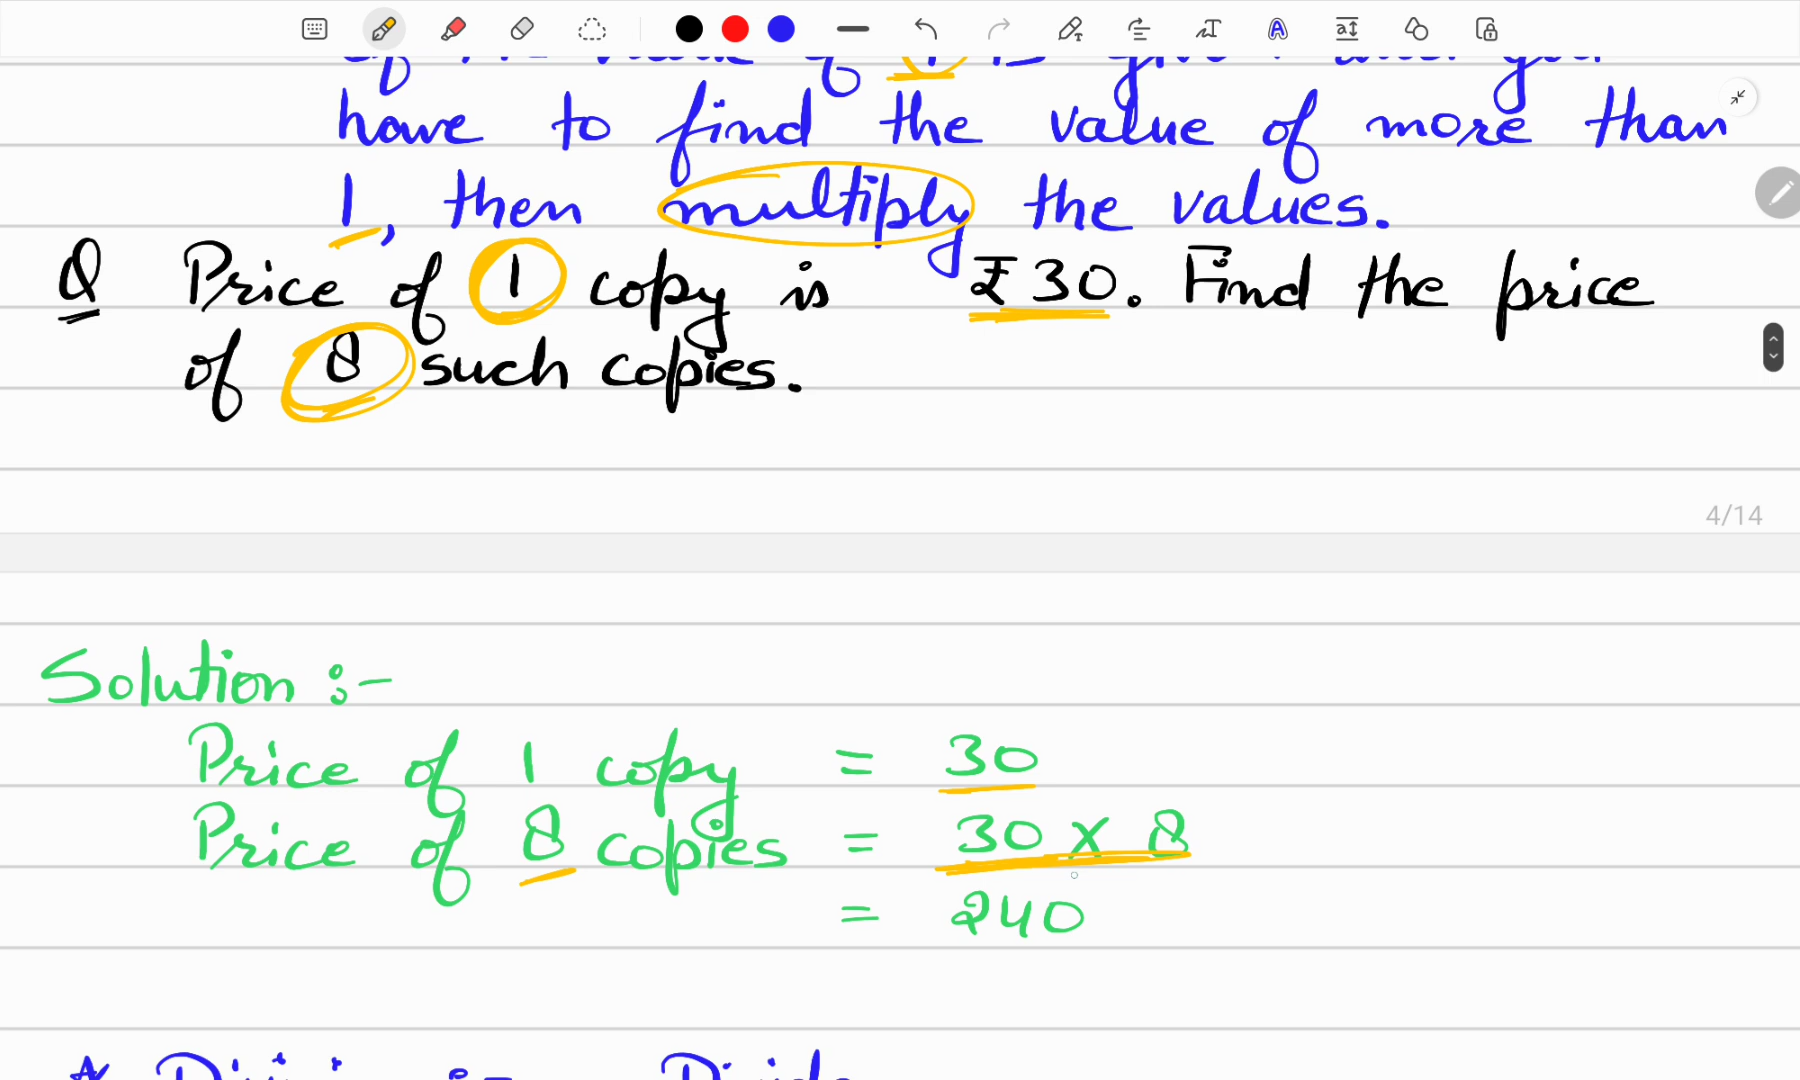 have to find the value of more than
1, then multiply the values.
Q Price of 1 copy is ₹30. Find the price
of 8 such copies.
4/14
Solution :-
Price of 1 copy = 30
Price of 8 copies = 30 x 8
= 240